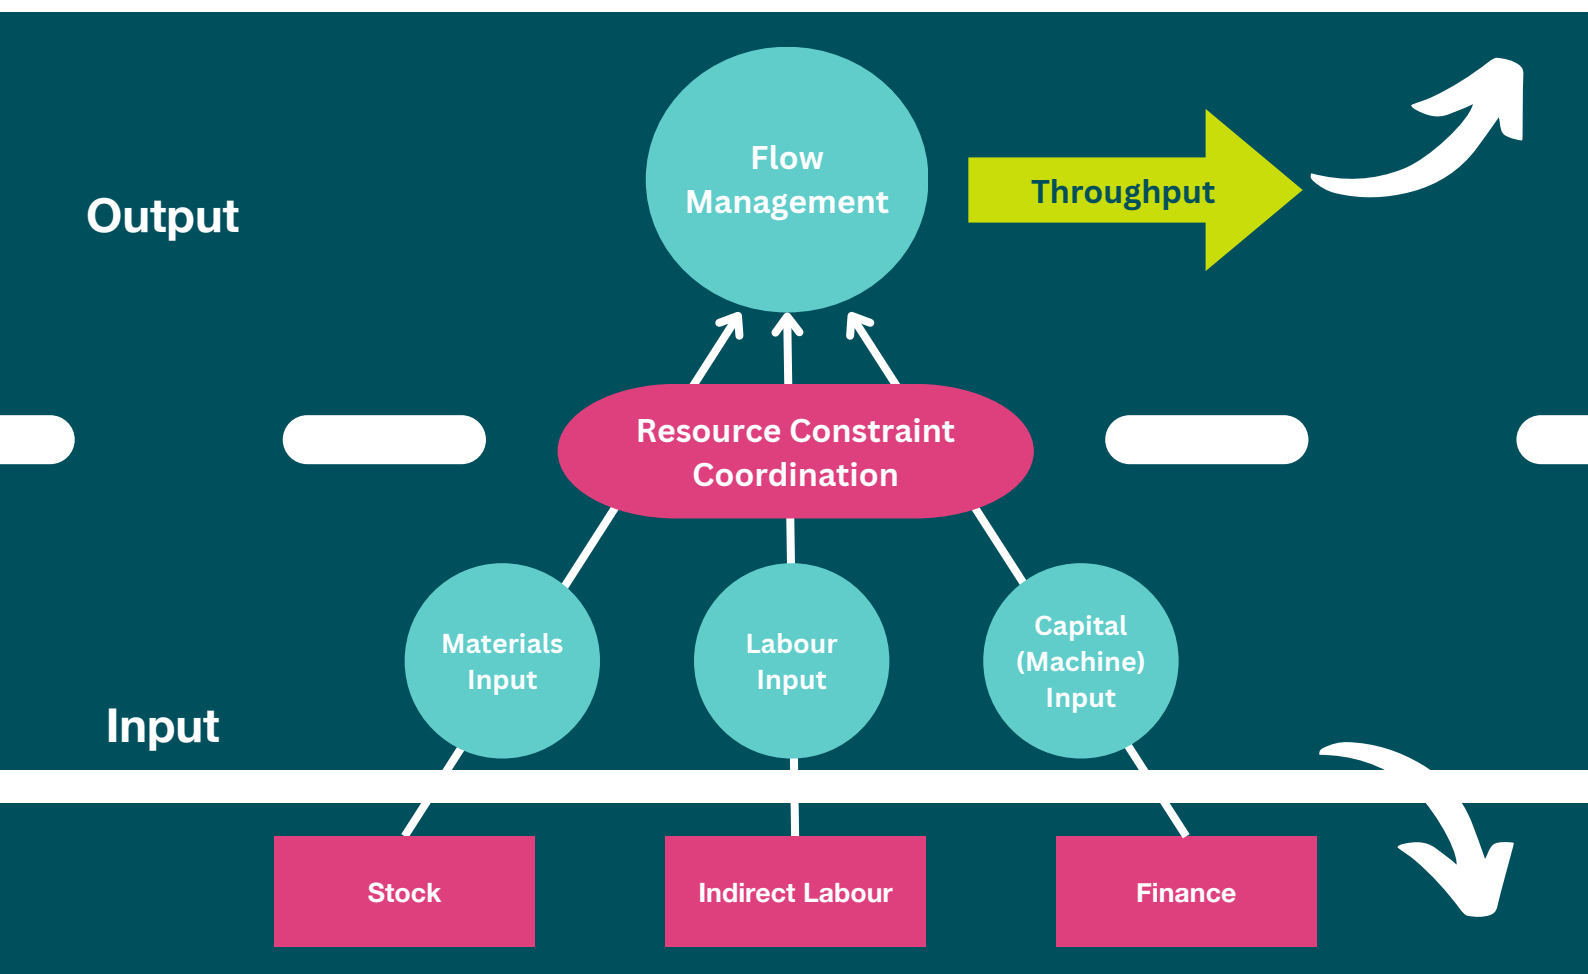 Flow
Management
Throughput
Output
Resource Constraint
Coordination
Materials
Input
Labour
Input
Capital
(Machine)
Input
Input
Stock
Indirect Labour
Finance